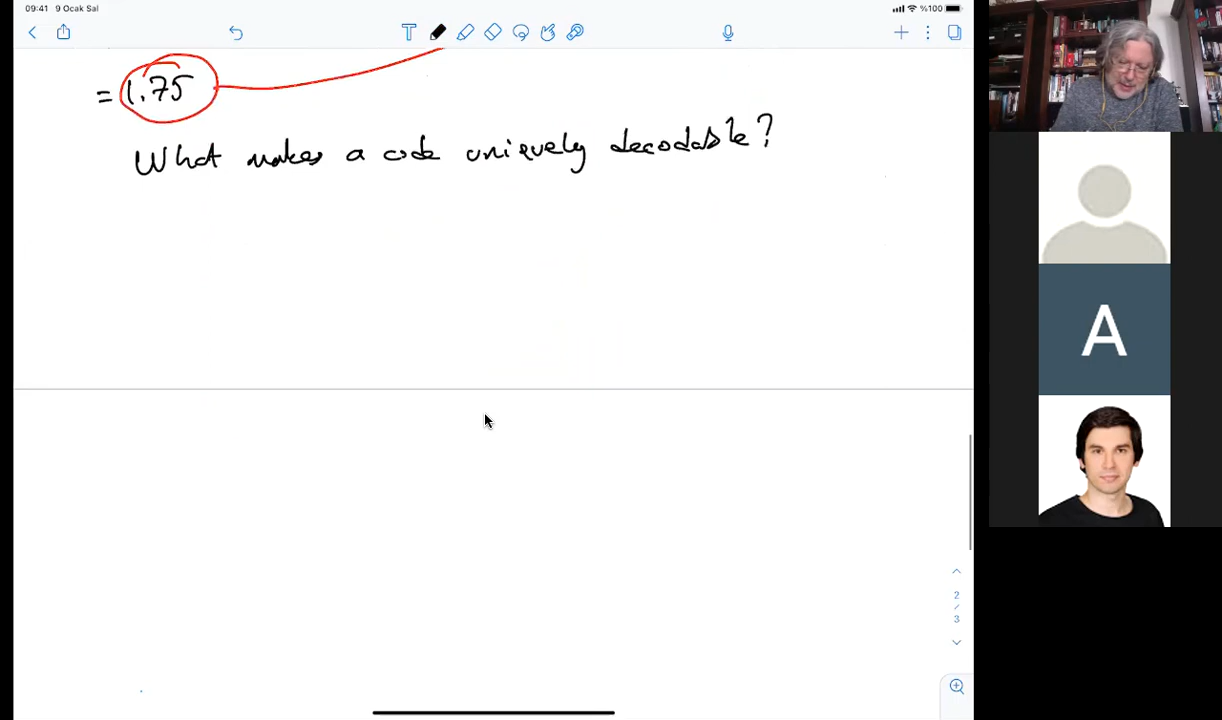 09:41 9 Ocak Sal
%100
T
= 1.75
What makes a code uniquely decodable?
A
2
/
3